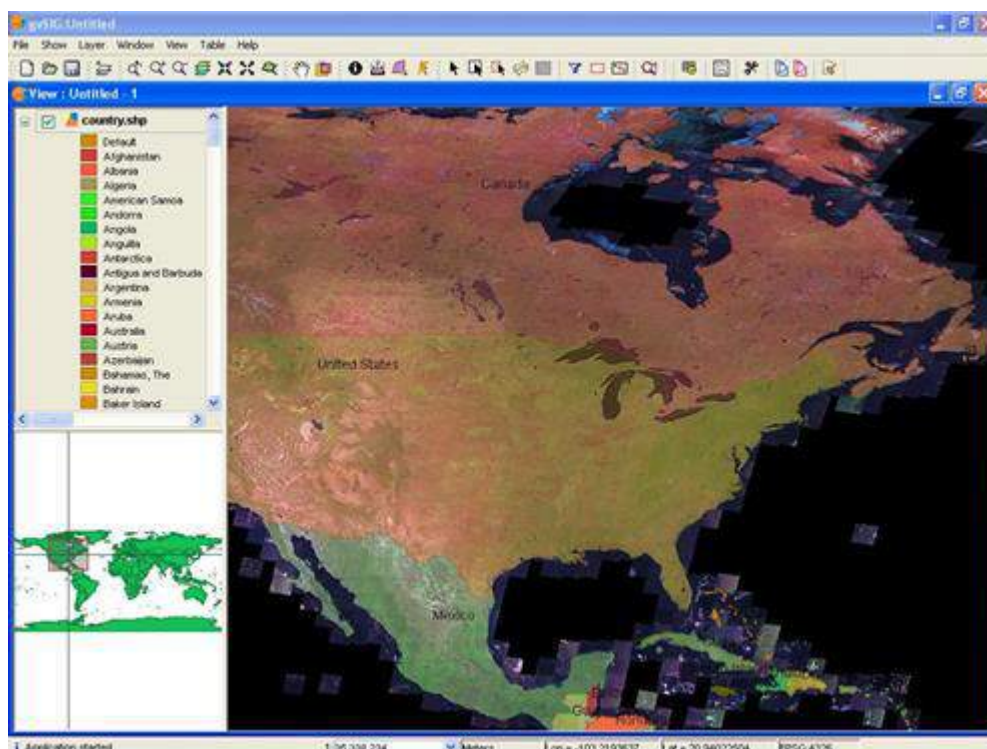 gvSIG:Untitled
File Show Layer Window View Table Help
View : Untitled - 1
country.shp
Default
Afghanistan
Albania
Algeria
American Samoa
Andorra
Angola
Anguilla
Antarctica
Antigua and Barbuda
Argentina
Armenia
Aruba
Australia
Austria
Azerbaijan
Bahamas, The
Bahrain
Baker Island
Canada
United States
Mexico
Application started
Meters
EPSG:4326